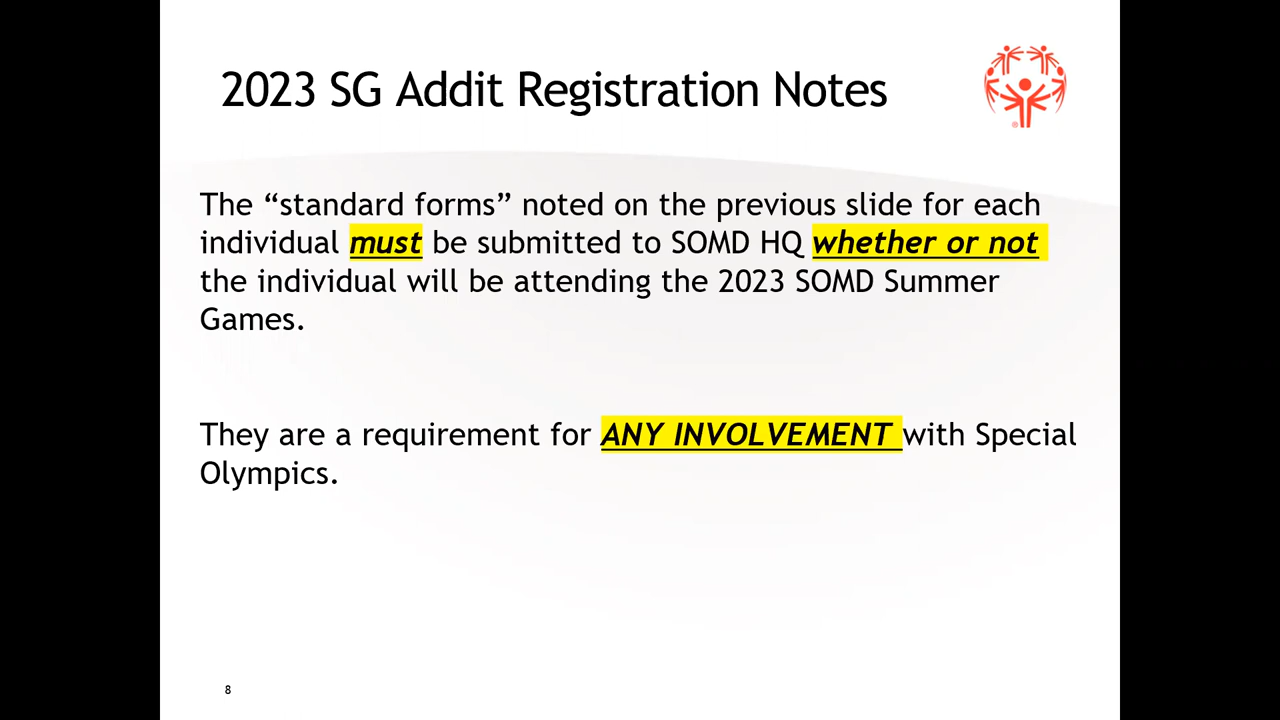 2023 SG Addit Registration Notes
The “standard forms” noted on the previous slide for each
individual must be submitted to SOMD HQ whether or not
the individual will be attending the 2023 SOMD Summer
Games.
They are a requirement for ANY INVOLVEMENT with Special
Olympics.
8